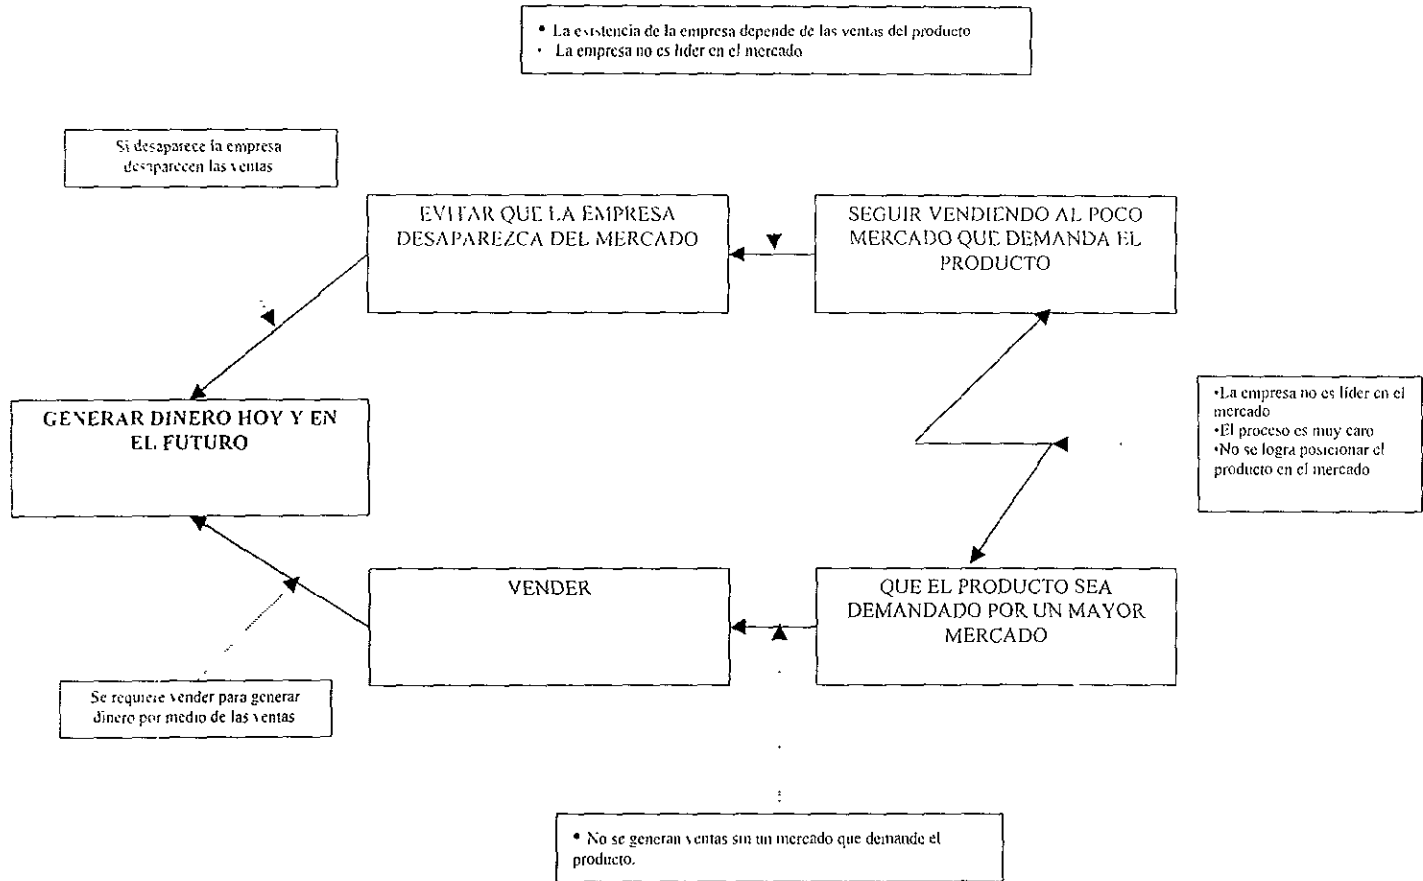 • La existencia de la empresa depende de las ventas del producto
• La empresa no es líder en el mercado
Si desaparece la empresa
desaparecen las ventas
EVITAR QUE LA EMPRESA
DESAPAREZCA DEL MERCADO
SEGUIR VENDIENDO AL POCO
MERCADO QUE DEMANDA EL
PRODUCTO
GENERAR DINERO HOY Y EN
EL FUTURO
•La empresa no es líder en el
mercado
•El proceso es muy caro
•No se logra posicionar el
producto en el mercado
VENDER
QUE EL PRODUCTO SEA
DEMANDADO POR UN MAYOR
MERCADO
Se requiere vender para generar
dinero por medio de las ventas
• No se generan ventas sin un mercado que demande el
producto.